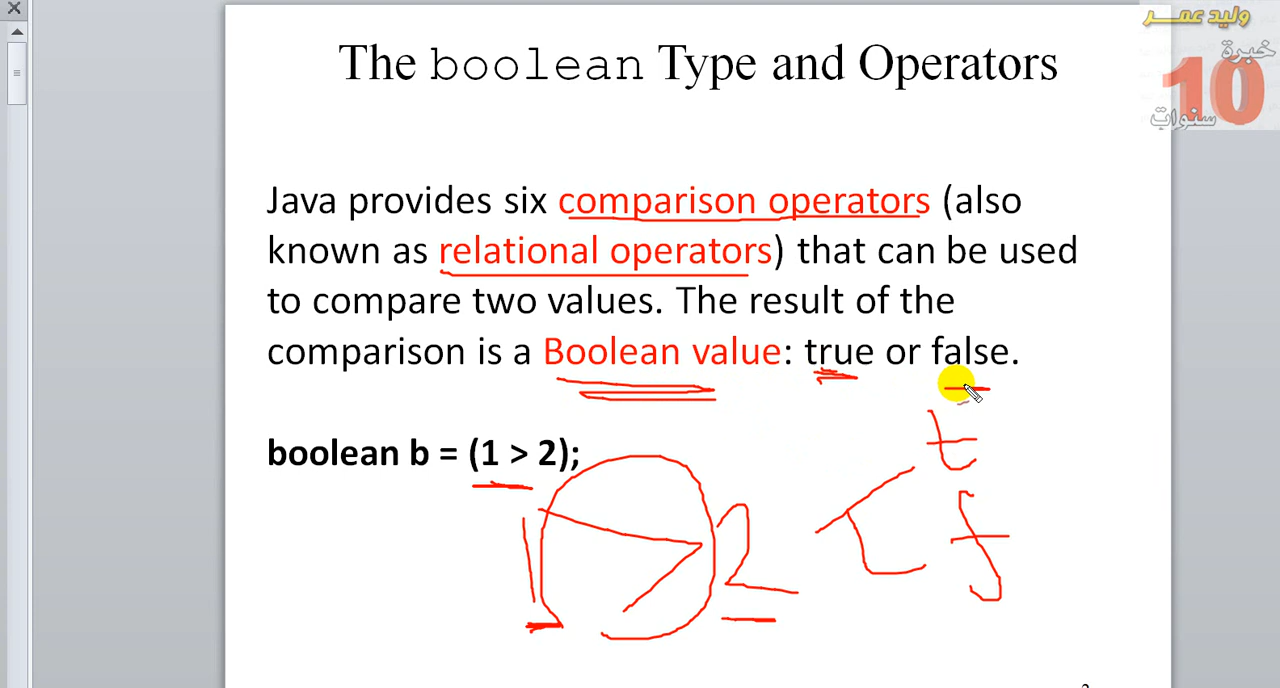 وليد عمر
خبرة
10
سنوات
The boolean Type and Operators
Java provides six comparison operators (also
known as relational operators) that can be used
to compare two values. The result of the
comparison is a Boolean value: true or false.
boolean b = (1 > 2);
1 > 2
t
f